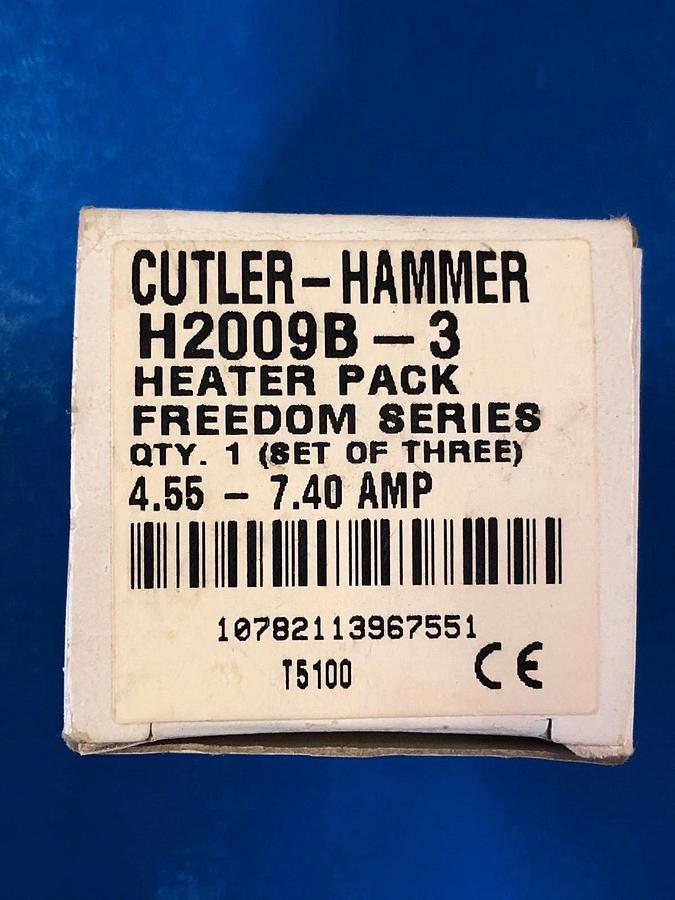 CUTLER-HAMMER
H2009B - 3
HEATER PACK
FREEDOM SERIES
QTY. 1 (SET OF THREE)
4.55 - 7.40 AMP
10782113967551
T5100 CE